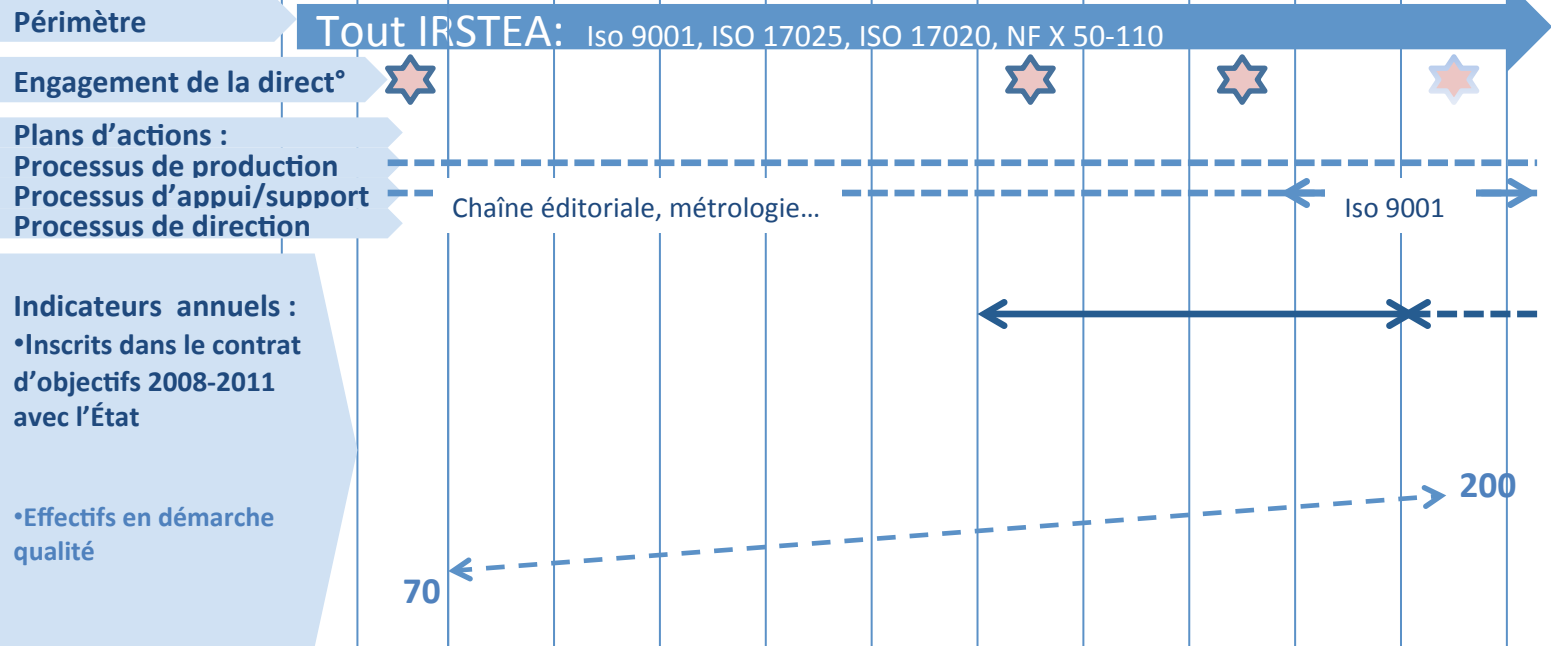 Périmètre
Tout IRSTEA: Iso 9001, ISO 17025, ISO 17020, NF X 50-110
Engagement de la direct°
Plans d’actions :
Processus de production
Processus d’appui/support
Chaîne éditoriale, métrologie…
Iso 9001
Processus de direction
Indicateurs annuels :
•Inscrits dans le contrat
d’objectifs 2008-2011
avec l’État
200
•Effectifs en démarche
qualité
70